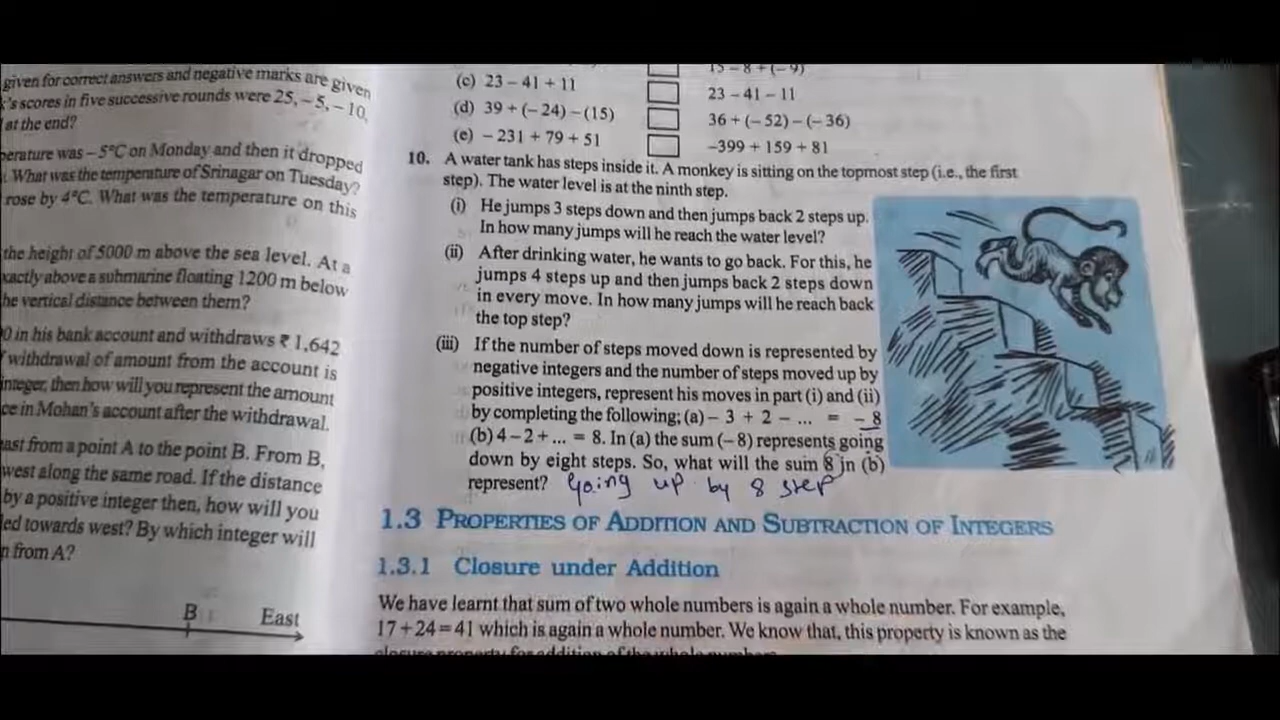 given for correct answers and negative marks are given
k's scores in five successive rounds were 25, – 5, – 10,
at the end?
perature was – 5°C on Monday and then it dropped
. What was the temperature of Srinagar on Tuesday?
rose by 4°C. What was the temperature on this
the height of 5000 m above the sea level. At a
xactly above a submarine floating 1200 m below
he vertical distance between them?
0 in his bank account and withdraws ₹ 1,642
withdrawal of amount from the account is
integer, then how will you represent the amount
ce in Mohan's account after the withdrawal.
east from a point A to the point B. From B,
west along the same road. If the distance
by a positive integer then, how will you
led towards west? By which integer will
n from A?
B East
15 – 8 + (– 9)
(c) 23 – 41 + 11 23 – 41 – 11
(d) 39 + (– 24) – (15) 36 + (– 52) – (– 36)
(e) – 231 + 79 + 51 –399 + 159 + 81
10. A water tank has steps inside it. A monkey is sitting on the topmost step (i.e., the first
step). The water level is at the ninth step.
(i) He jumps 3 steps down and then jumps back 2 steps up.
In how many jumps will he reach the water level?
(ii) After drinking water, he wants to go back. For this, he
jumps 4 steps up and then jumps back 2 steps down
in every move. In how many jumps will he reach back
the top step?
(iii) If the number of steps moved down is represented by
negative integers and the number of steps moved up by
positive integers, represent his moves in part (i) and (ii)
by completing the following; (a) – 3 + 2 – ... = – 8
(b) 4 – 2 + ... = 8. In (a) the sum (– 8) represents going
down by eight steps. So, what will the sum 8 in (b)
represent? Going up by 8 step
1.3 PROPERTIES OF ADDITION AND SUBTRACTION OF INTEGERS
1.3.1 Closure under Addition
We have learnt that sum of two whole numbers is again a whole number. For example,
17 + 24 = 41 which is again a whole number. We know that, this property is known as the
closure property for addition of the whole numbers.